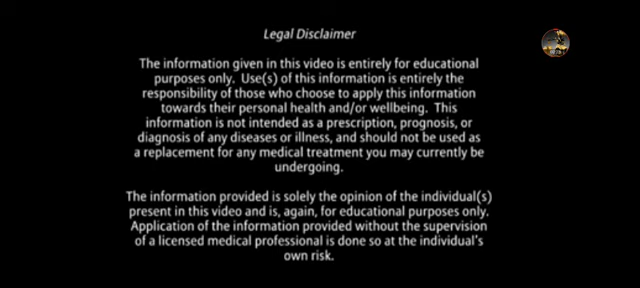 Legal Disclaimer
The information given in this video is entirely for educational
purposes only. Use(s) of this information is entirely the
responsibility of those who choose to apply this information
towards their personal health and/or wellbeing. This
information is not intended as a prescription, prognosis, or
diagnosis of any diseases or illness, and should not be used as
a replacement for any medical treatment you may currently be
undergoing.
The information provided is solely the opinion of the individual(s)
present in this video and is, again, for educational purposes only.
Application of the information provided without the supervision
of a licensed medical professional is done so at the individual's
own risk.